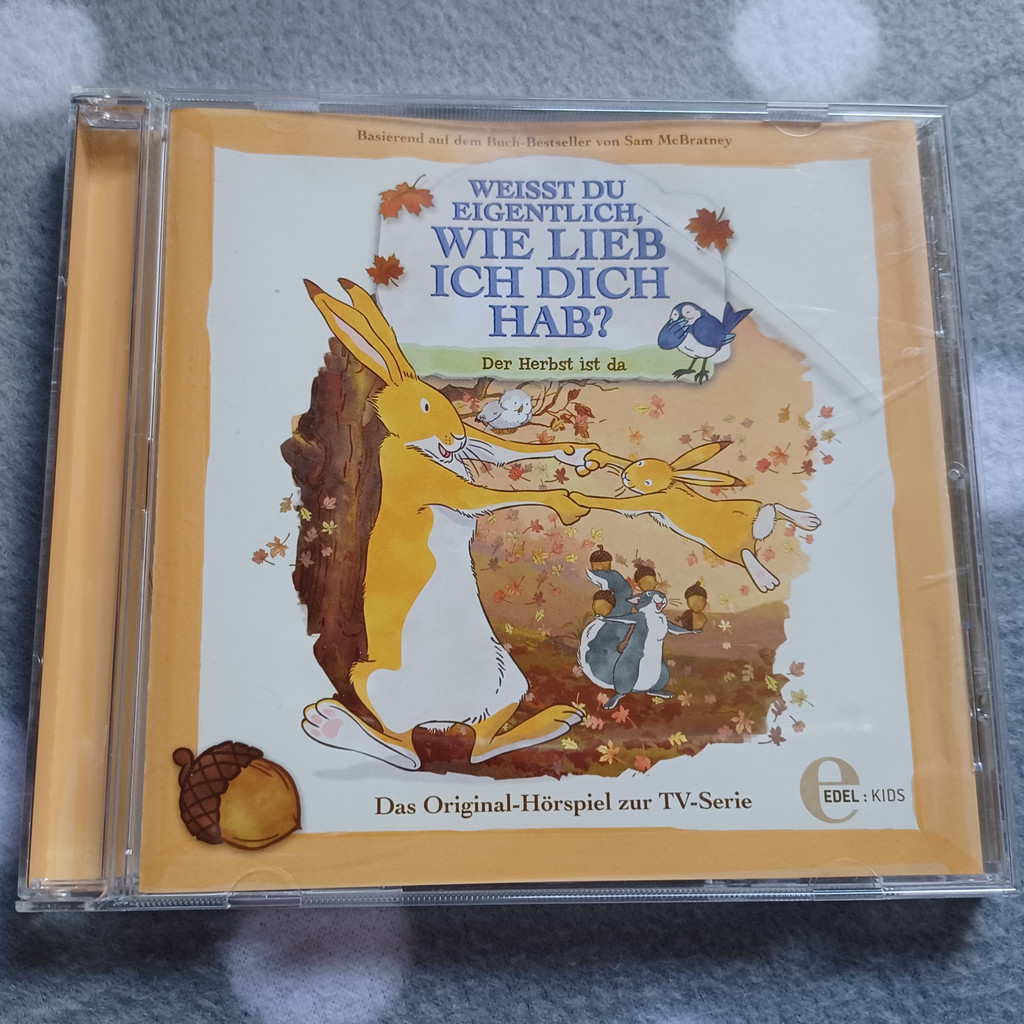 Basierend auf dem Buch-Bestseller von Sam McBratney
WEISST DU
EIGENTLICH,
WIE LIEB
ICH DICH
HAB?
Der Herbst ist da
Das Original-Hörspiel zur TV-Serie
e
EDEL : KIDS